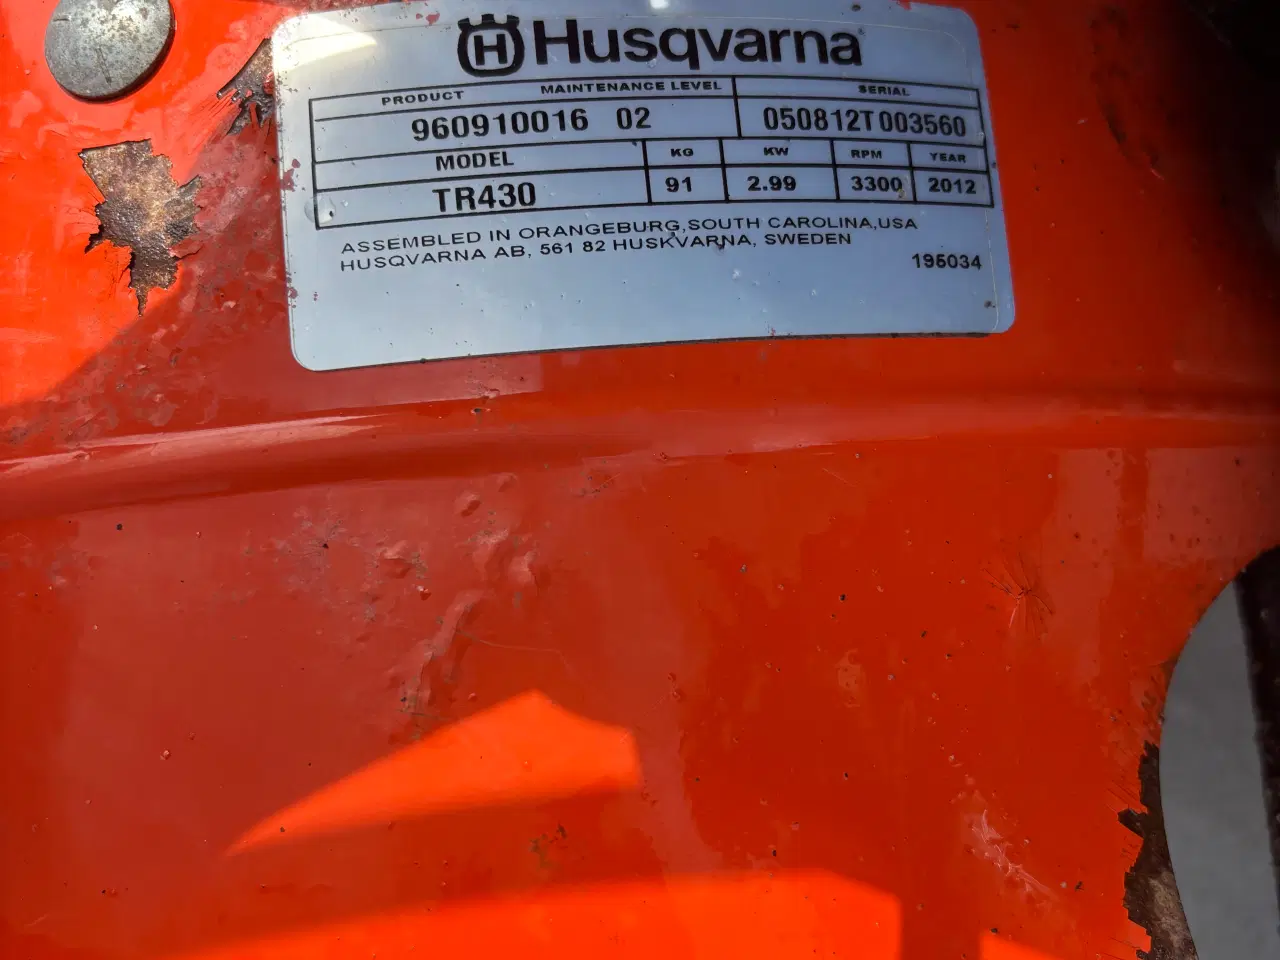 Husqvarna
PRODUCT MAINTENANCE LEVEL SERIAL
960910016 02 050812T003560
MODEL KG KW RPM YEAR
TR430 91 2.99 3300 2012
ASSEMBLED IN ORANGEBURG,SOUTH CAROLINA,USA
HUSQVARNA AB, 561 82 HUSKVARNA, SWEDEN
195034